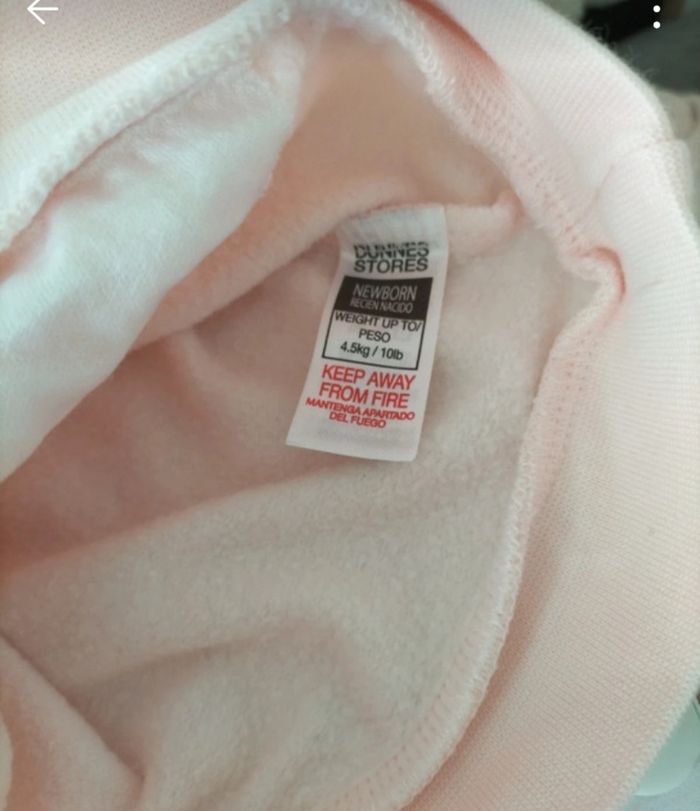 DUNNES
STORES
NEWBORN
RECIEN NACIDO
WEIGHT UP TO/
PESO
4.5kg / 10lb
KEEP AWAY
FROM FIRE
MANTENGA APARTADO
DEL FUEGO